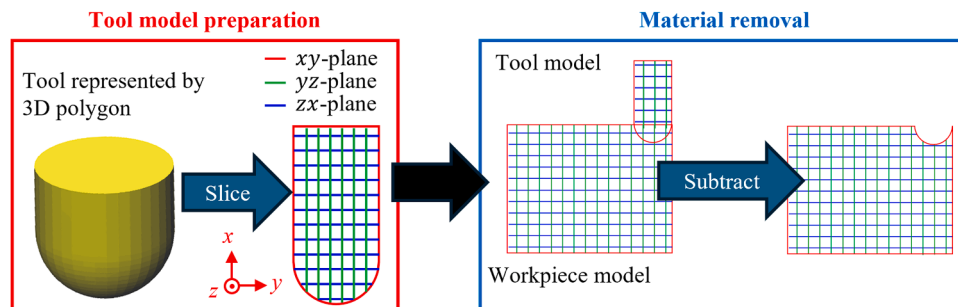 Tool model preparation
Tool represented by
3D polygon
xy-plane
yz-plane
zx-plane
Slice
x
z
y
Material removal
Tool model
Subtract
Workpiece model